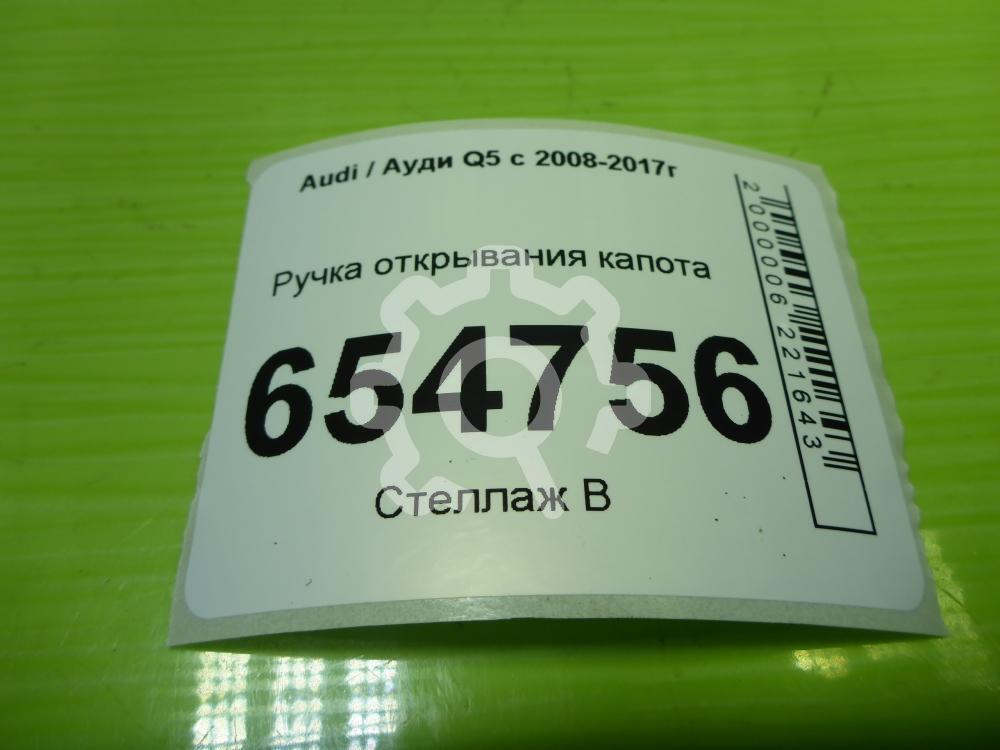 Audi / Ауди Q5 с 2008-2017г
Ручка открывания капота
654756
Стеллаж В
2000006221643